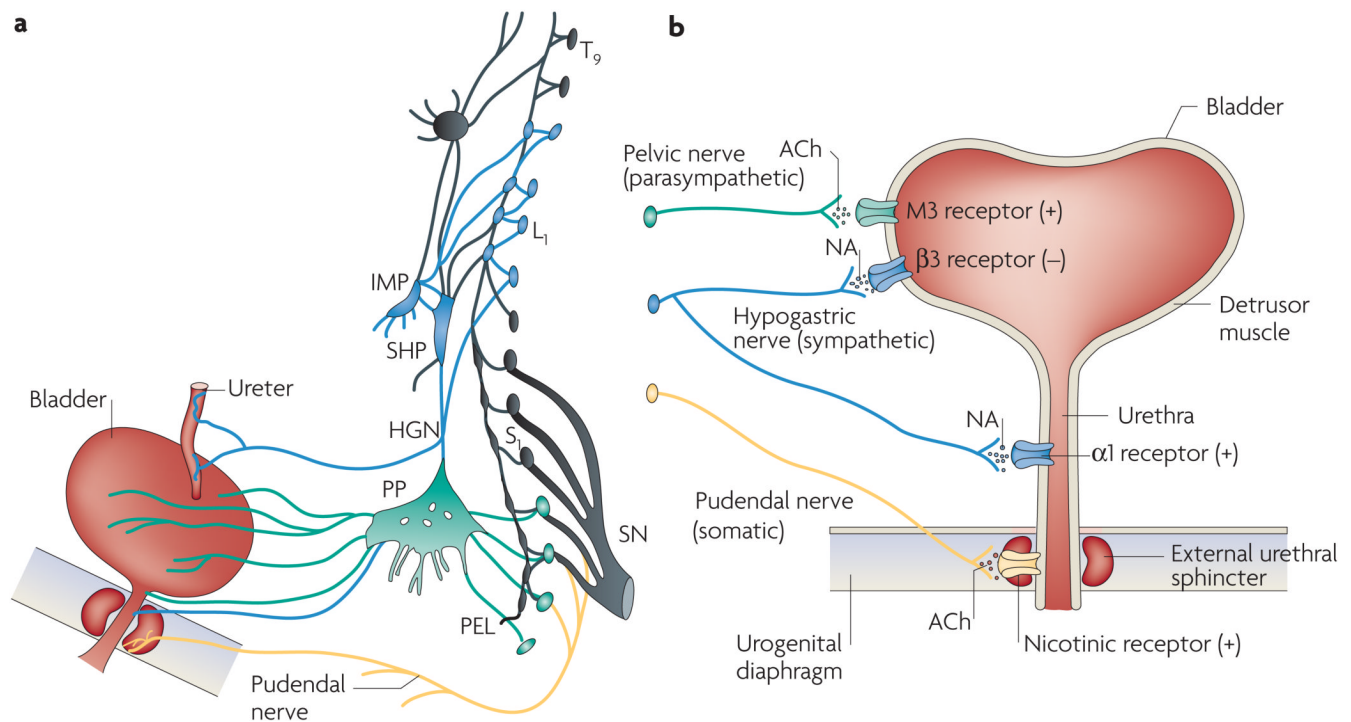 a
T9
L1
IMP
SHP
Ureter
Bladder
HGN
S1
PP
SN
PEL
Pudendal
nerve
b
Bladder
ACh
Pelvic nerve
(parasympathetic)
M3 receptor (+)
NA
β3 receptor (–)
Hypogastric
nerve (sympathetic)
Detrusor
muscle
NA
Urethra
α1 receptor (+)
Pudendal nerve
(somatic)
External urethral
sphincter
ACh
Urogenital
diaphragm
Nicotinic receptor (+)